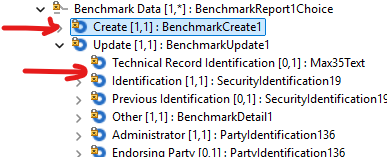 Benchmark Data [1,*] : BenchmarkReport1Choice
Create [1,1] : BenchmarkCreate1
Update [1,1] : BenchmarkUpdate1
Technical Record Identification [0,1] : Max35Text
Identification [1,1] : SecurityIdentification19
Previous Identification [0,1] : SecurityIdentification19
Other [1,1] : BenchmarkDetail1
Administrator [1,1] : PartyIdentification136
Endorsing Party [0,1] : PartyIdentification136